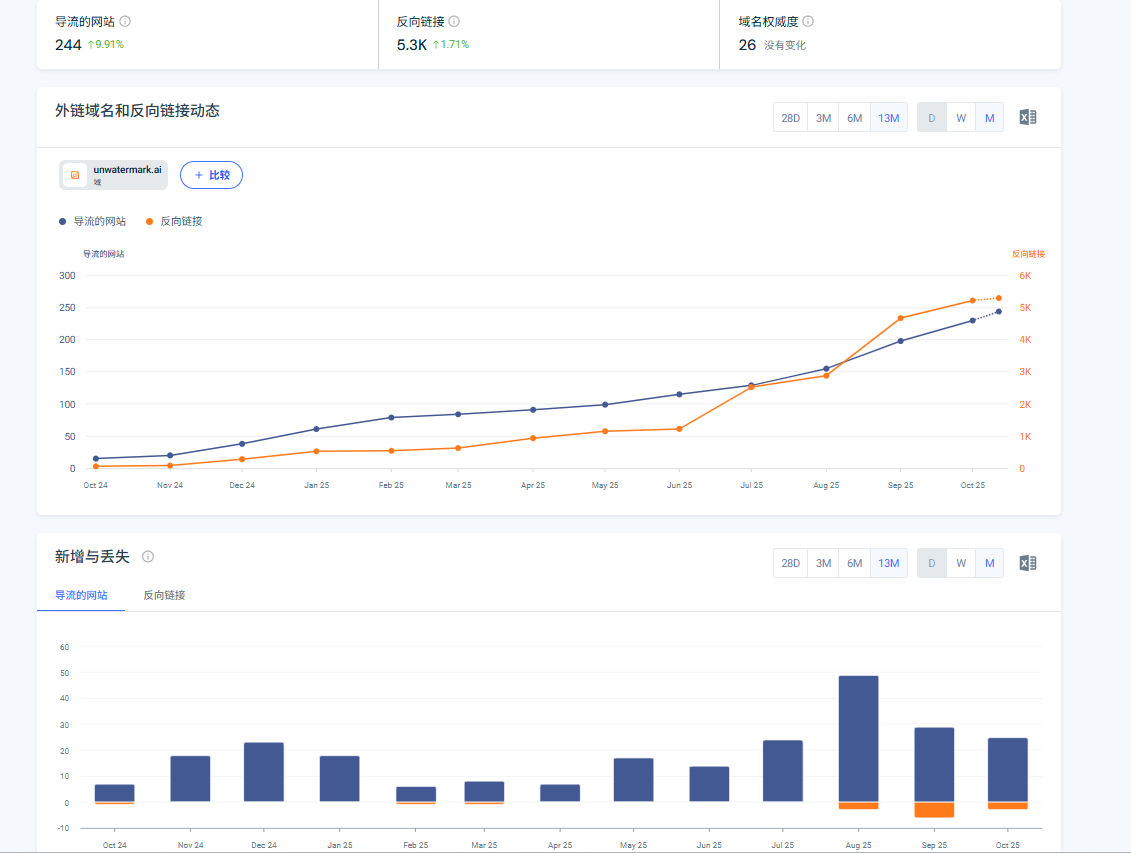 导流的网站 反向链接 域名权威度
244 ↑9.91% 5.3K ↑1.71% 26 没有变化
外链域名和反向链接动态 28D 3M 6M 13M D W M
unwatermark.ai
域
+ 比较
导流的网站 反向链接
导流的网站 反向链接
300 6K
250 5K
200 4K
150 3K
100 2K
50 1K
0 0
Oct 24 Nov 24 Dec 24 Jan 25 Feb 25 Mar 25 Apr 25 May 25 Jun 25 Jul 25 Aug 25 Sep 25 Oct 25
新增与丢失 28D 3M 6M 13M D W M
导流的网站 反向链接
60
50
40
30
20
10
0
-10
Oct 24 Nov 24 Dec 24 Jan 25 Feb 25 Mar 25 Apr 25 May 25 Jun 25 Jul 25 Aug 25 Sep 25 Oct 25